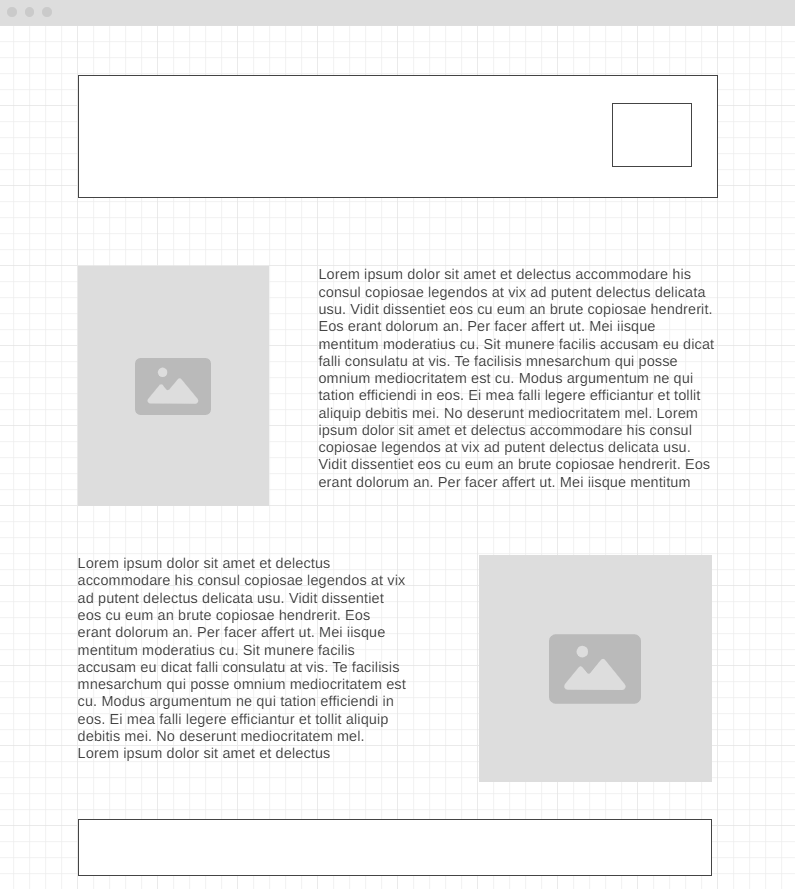 Lorem ipsum dolor sit amet et delectus accommodare his
consul copiosae legendos at vix ad putent delectus delicata
usu. Vidit dissentiet eos cu eum an brute copiosae hendrerit.
Eos erant dolorum an. Per facer affert ut. Mei iisque
mentitum moderatius cu. Sit munere facilis accusam eu dicat
falli consulatu at vis. Te facilisis mnesarchum qui posse
omnium mediocritatem est cu. Modus argumentum ne qui
tation efficiendi in eos. Ei mea falli legere efficiantur et tollit
aliquip debitis mei. No deserunt mediocritatem mel. Lorem
ipsum dolor sit amet et delectus accommodare his consul
copiosae legendos at vix ad putent delectus delicata usu.
Vidit dissentiet eos cu eum an brute copiosae hendrerit. Eos
erant dolorum an. Per facer affert ut. Mei iisque mentitum
Lorem ipsum dolor sit amet et delectus
accommodare his consul copiosae legendos at vix
ad putent delectus delicata usu. Vidit dissentiet
eos cu eum an brute copiosae hendrerit. Eos
erant dolorum an. Per facer affert ut. Mei iisque
mentitum moderatius cu. Sit munere facilis
accusam eu dicat falli consulatu at vis. Te facilisis
mnesarchum qui posse omnium mediocritatem est
cu. Modus argumentum ne qui tation efficiendi in
eos. Ei mea falli legere efficiantur et tollit aliquip
debitis mei. No deserunt mediocritatem mel.
Lorem ipsum dolor sit amet et delectus